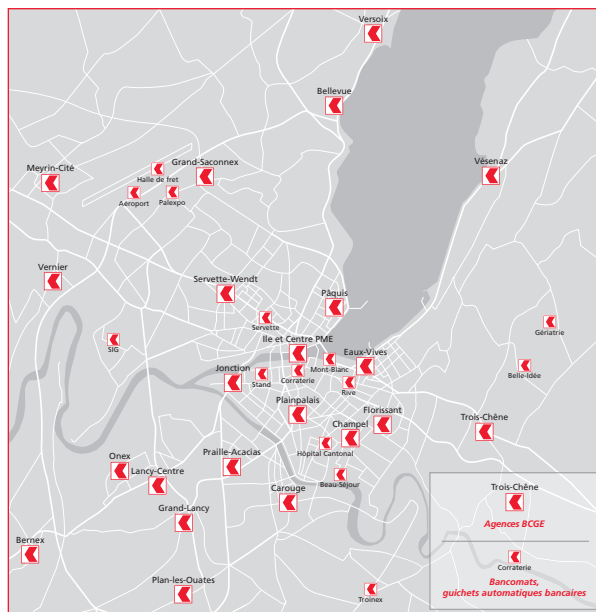 Versoix
Bellevue
Grand-Saconnex
Halle de fret
Meyrin-Cité
Vésenaz
Aéroport
Palexpo
Vernier
Servette-Wendt
Pâquis
Servette
Gériatrie
SIG
Ile et Centre PME
Eaux-Vives
Mont-Blanc
Jonction
Stand
Corraterie
Rive
Belle-Idée
Plainpalais
Florissant
Trois-Chêne
Champel
Hôpital Cantonal
Onex
Praille-Acacias
Lancy-Centre
Beau-Séjour
Carouge
Grand-Lancy
Bernex
Plan-les-Ouates
Troinex
Trois-Chêne
Agences BCGE
Corraterie
Bancomats,
guichets automatiques bancaires